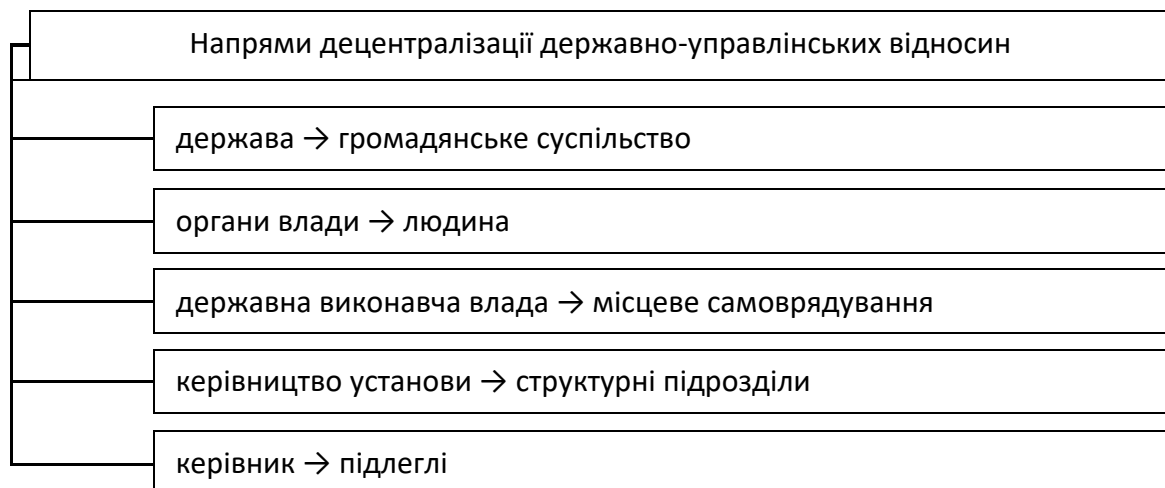 Напрями децентралізації державно-управлінських відносин
держава → громадянське суспільство
органи влади → людина
державна виконавча влада → місцеве самоврядування
керівництво установи → структурні підрозділи
керівник → підлеглі